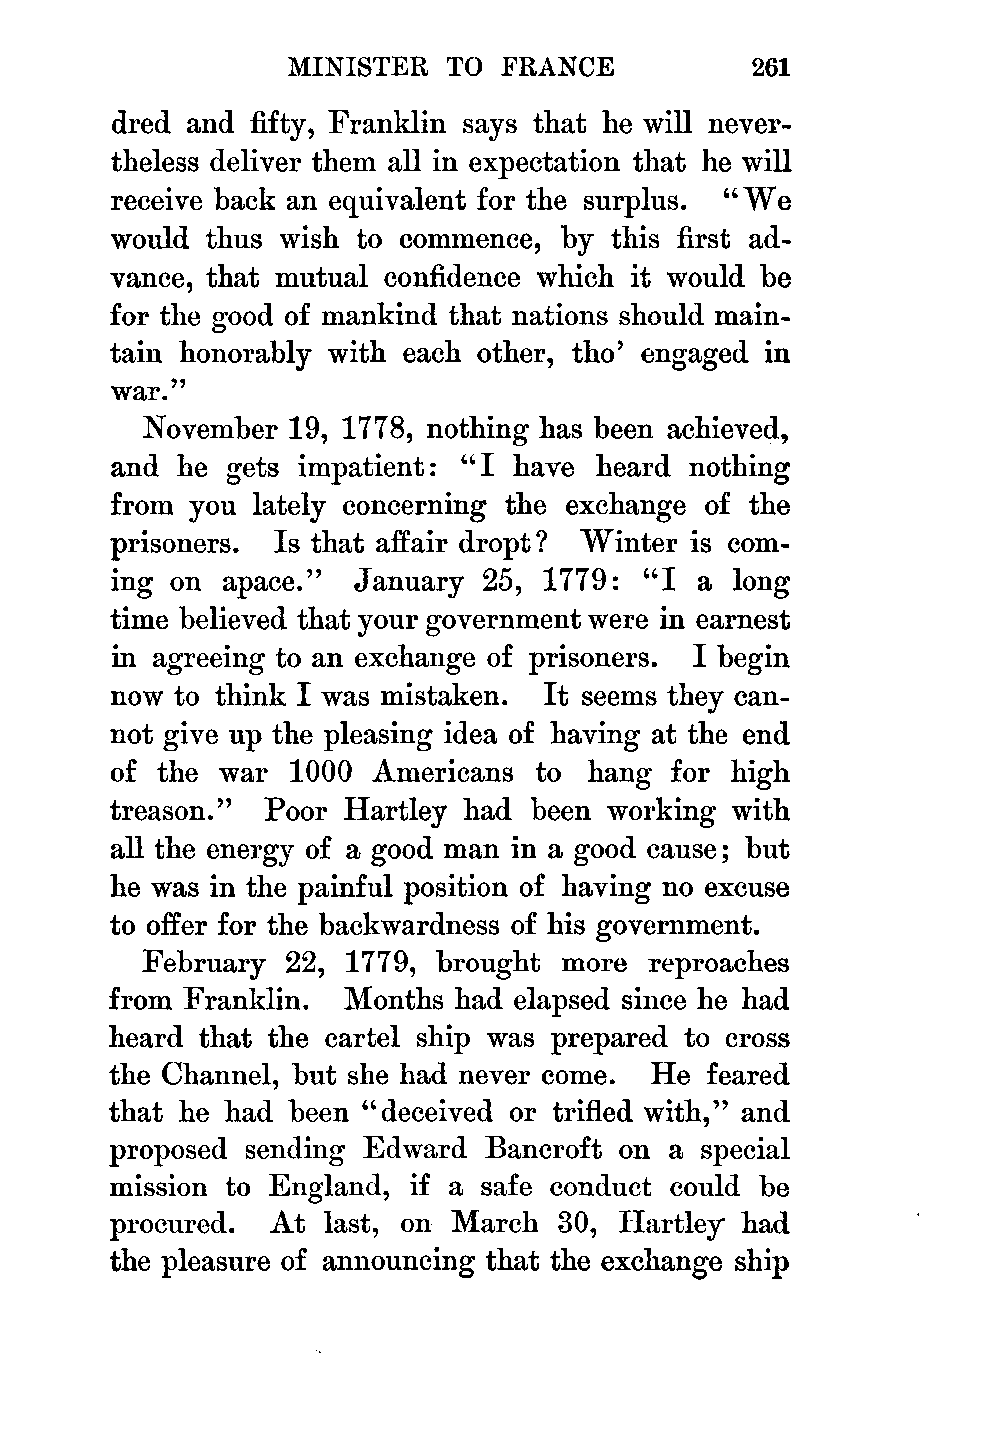 MINISTER TO FRANCE 261
dred and fifty, Franklin says that he will never-
theless deliver them all in expectation that he will
receive back an equivalent for the surplus. “We
would thus wish to commence, by this first ad-
vance, that mutual confidence which it would be
for the good of mankind that nations should main-
tain honorably with each other, tho’ engaged in
war.”
November 19, 1778, nothing has been achieved,
and he gets impatient: “I have heard nothing
from you lately concerning the exchange of the
prisoners. Is that affair dropt? Winter is com-
ing on apace.” January 25, 1779: “I a long
time believed that your government were in earnest
in agreeing to an exchange of prisoners. I begin
now to think I was mistaken. It seems they can-
not give up the pleasing idea of having at the end
of the war 1000 Americans to hang for high
treason.” Poor Hartley had been working with
all the energy of a good man in a good cause; but
he was in the painful position of having no excuse
to offer for the backwardness of his government.
February 22, 1779, brought more reproaches
from Franklin. Months had elapsed since he had
heard that the cartel ship was prepared to cross
the Channel, but she had never come. He feared
that he had been “deceived or trifled with,” and
proposed sending Edward Bancroft on a special
mission to England, if a safe conduct could be
procured. At last, on March 30, Hartley had
the pleasure of announcing that the exchange ship